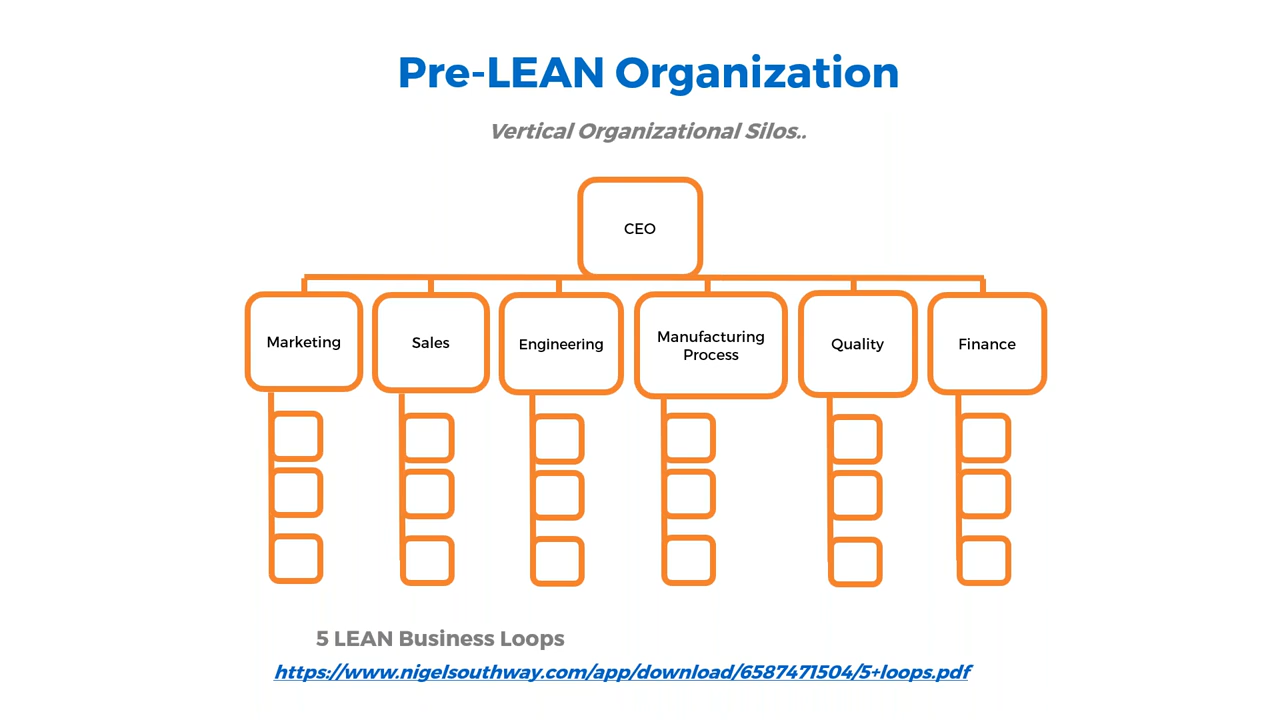 Pre-LEAN Organization
Vertical Organizational Silos..
CEO
Marketing
Sales
Engineering
Manufacturing
Process
Quality
Finance
5 LEAN Business Loops
https://www.nigelsouthway.com/app/download/6587471504/5+loops.pdf